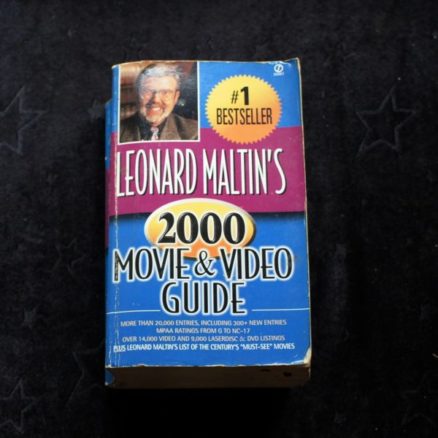 #1
BESTSELLER
LEONARD MALTIN'S
2000
MOVIE & VIDEO
GUIDE
MORE THAN 20,000 ENTRIES, INCLUDING 300+ NEW ENTRIES
MPAA RATINGS FROM G TO NC-17
OVER 14,000 VIDEO AND 9,000 LASERDISC & DVD LISTINGS
PLUS LEONARD MALTIN'S LIST OF THE CENTURY'S "MUST-SEE" MOVIES